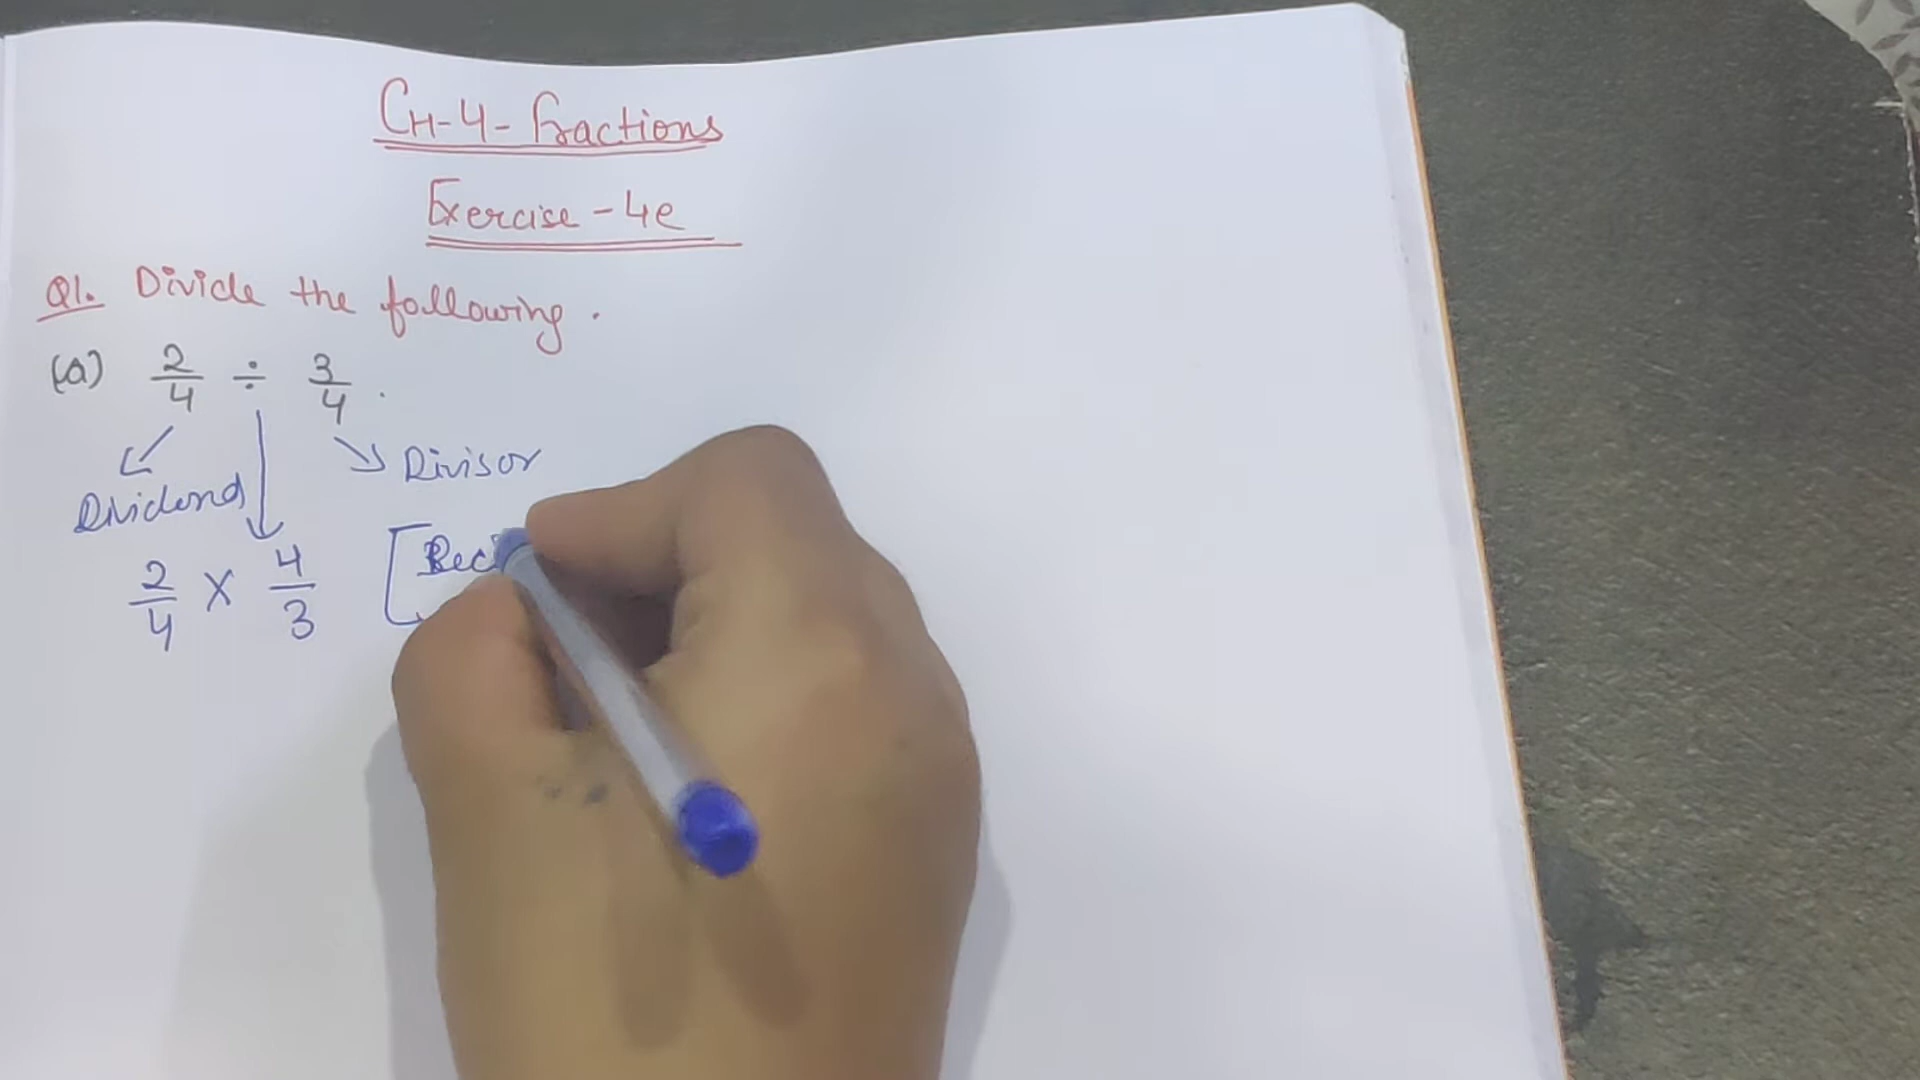 CH-4- Fractions
Exercise - 4e
Q1. Divide the following.
(a) 2/4 ÷ 3/4.
Divisor
Dividend
2/4 × 4/3